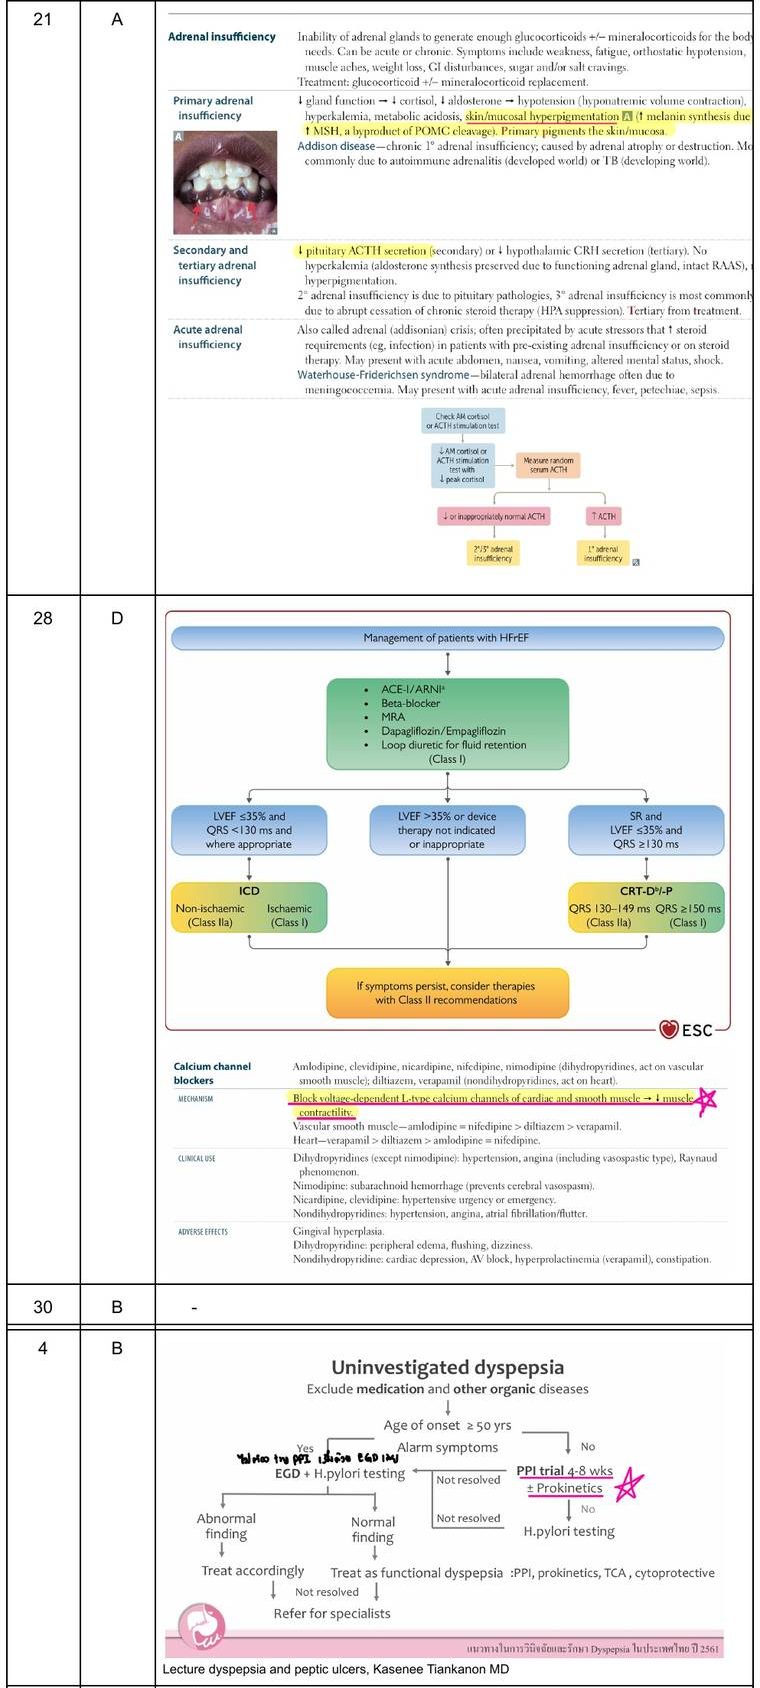 21
A
Adrenal insufficiency
Inability of adrenal glands to generate enough glucocorticoids +/− mineralocorticoids for the body
needs. Can be acute or chronic. Symptoms include weakness, fatigue, orthostatic hypotension,
muscle aches, weight loss, GI disturbances, sugar and/or salt cravings.
Treatment: glucocorticoid +/− mineralocorticoid replacement.
Primary adrenal
insufficiency
A
↓ gland function → ↓ cortisol, ↓ aldosterone → hypotension (hyponatremic volume contraction),
hyperkalemia, metabolic acidosis, skin/mucosal hyperpigmentation A (↑ melanin synthesis due
↑ MSH, a byproduct of POMC cleavage). Primary pigments the skin/mucosa.
Addison disease—chronic 1° adrenal insufficiency; caused by adrenal atrophy or destruction. Mo
commonly due to autoimmune adrenalitis (developed world) or TB (developing world).
Secondary and
tertiary adrenal
insufficiency
↓ pituitary ACTH secretion (secondary) or ↓ hypothalamic CRH secretion (tertiary). No
hyperkalemia (aldosterone synthesis preserved due to functioning adrenal gland, intact RAAS),
hyperpigmentation.
2° adrenal insufficiency is due to pituitary pathologies, 3° adrenal insufficiency is most commonly
due to abrupt cessation of chronic steroid therapy (HPA suppression). Tertiary from treatment.
Acute adrenal
insufficiency
Also called adrenal (addisonian) crisis; often precipitated by acute stressors that ↑ steroid
requirements (eg, infection) in patients with pre-existing adrenal insufficiency or on steroid
therapy. May present with acute abdomen, nausea, vomiting, altered mental status, shock.
Waterhouse-Friderichsen syndrome—bilateral adrenal hemorrhage often due to
meningococcemia. May present with acute adrenal insufficiency, fever, petechiae, sepsis.
Check AM cortisol
or ACTH stimulation test
↓ AM cortisol or
ACTH stimulation
test with
↓ peak cortisol
Measure random
serum ACTH
↓ or inappropriately normal ACTH
↑ ACTH
2°/3° adrenal
insufficiency
1° adrenal
insufficiency
28
D
Management of patients with HFrEF
• ACE-I/ARNIᵃ
• Beta-blocker
• MRA
• Dapagliflozin/Empagliflozin
• Loop diuretic for fluid retention
(Class I)
LVEF ≤35% and
QRS <130 ms and
where appropriate
LVEF >35% or device
therapy not indicated
or inappropriate
SR and
LVEF ≤35% and
QRS ≥130 ms
ICD
Non-ischaemic Ischaemic
(Class IIa) (Class I)
CRT-Dᵇ/-P
QRS 130–149 ms QRS ≥150 ms
(Class IIa) (Class I)
If symptoms persist, consider therapies
with Class II recommendations
ESC
Calcium channel
blockers
Amlodipine, clevidipine, nicardipine, nifedipine, nimodipine (dihydropyridines, act on vascular
smooth muscle); diltiazem, verapamil (nondihydropyridines, act on heart).
MECHANISM
Block voltage-dependent L-type calcium channels of cardiac and smooth muscle → ↓ muscle
contractility.
Vascular smooth muscle—amlodipine = nifedipine > diltiazem > verapamil.
Heart—verapamil > diltiazem > amlodipine = nifedipine.
CLINICAL USE
Dihydropyridines (except nimodipine): hypertension, angina (including vasospastic type), Raynaud
phenomenon.
Nimodipine: subarachnoid hemorrhage (prevents cerebral vasospasm).
Nicardipine, clevidipine: hypertensive urgency or emergency.
Nondihydropyridines: hypertension, angina, atrial fibrillation/flutter.
ADVERSE EFFECTS
Gingival hyperplasia.
Dihydropyridine: peripheral edema, flushing, dizziness.
Nondihydropyridine: cardiac depression, AV block, hyperprolactinemia (verapamil), constipation.
30
B
-
4
B
Uninvestigated dyspepsia
Exclude medication and other organic diseases
Age of onset ≥ 50 yrs
Yes
Alarm symptoms
No
PPI EGD
EGD + H.pylori testing
Not resolved
PPI trial 4-8 wks
± Prokinetics
No
Not resolved
H.pylori testing
Abnormal
finding
Normal
finding
Treat accordingly
Treat as functional dyspepsia :PPI, prokinetics, TCA , cytoprotective
Not resolved
Refer for specialists
แนวทางในการวินิจฉัยและรักษา Dyspepsia ในประเทศไทย ปี 2561
Lecture dyspepsia and peptic ulcers, Kasenee Tiankanon MD